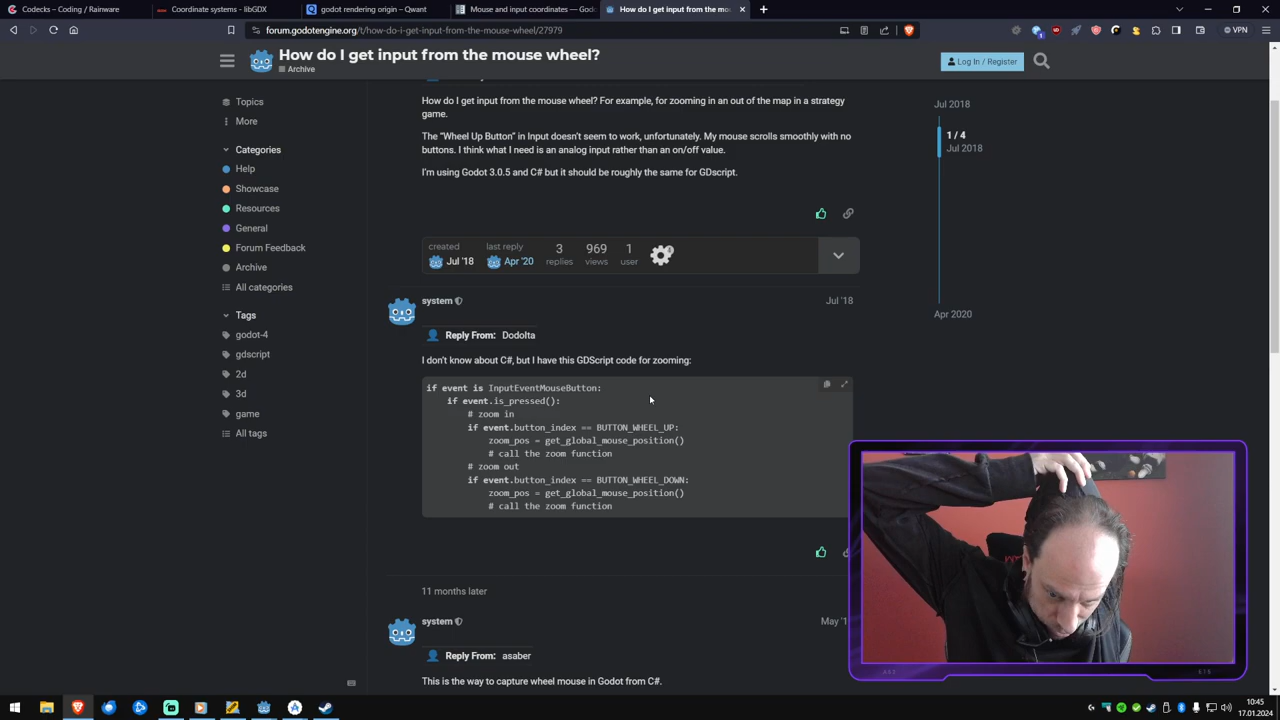 Codecks – Coding / Rainware
Coordinate systems - libGDX
godot rendering origin – Qwant
Mouse and input coordinates — God
How do I get input from the mou
forum.godotengine.org/t/how-do-i-get-input-from-the-mouse-wheel/27979
VPN
How do I get input from the mouse wheel?
Archive
Log In / Register
Topics
More
Categories
Help
Showcase
Resources
General
Forum Feedback
Archive
All categories
Tags
godot-4
gdscript
2d
3d
game
All tags
How do I get input from the mouse wheel? For example, for zooming in an out of the map in a strategy
game.
The “Wheel Up Button” in Input doesn’t seem to work, unfortunately. My mouse scrolls smoothly with no
buttons. I think what I need is an analog input rather than an on/off value.
I’m using Godot 3.0.5 and C# but it should be roughly the same for GDscript.
created
Jul '18
last reply
Apr '20
3
replies
969
views
1
user
system
Jul '18
Reply From: Dodolta
I don’t know about C#, but I have this GDScript code for zooming:
if event is InputEventMouseButton:
if event.is_pressed():
# zoom in
if event.button_index == BUTTON_WHEEL_UP:
zoom_pos = get_global_mouse_position()
# call the zoom function
# zoom out
if event.button_index == BUTTON_WHEEL_DOWN:
zoom_pos = get_global_mouse_position()
# call the zoom function
11 months later
system
May '1
Reply From: asaber
This is the way to capture wheel mouse in Godot from C#.
Jul 2018
1 / 4
Jul 2018
Apr 2020
10:45
17.01.2024